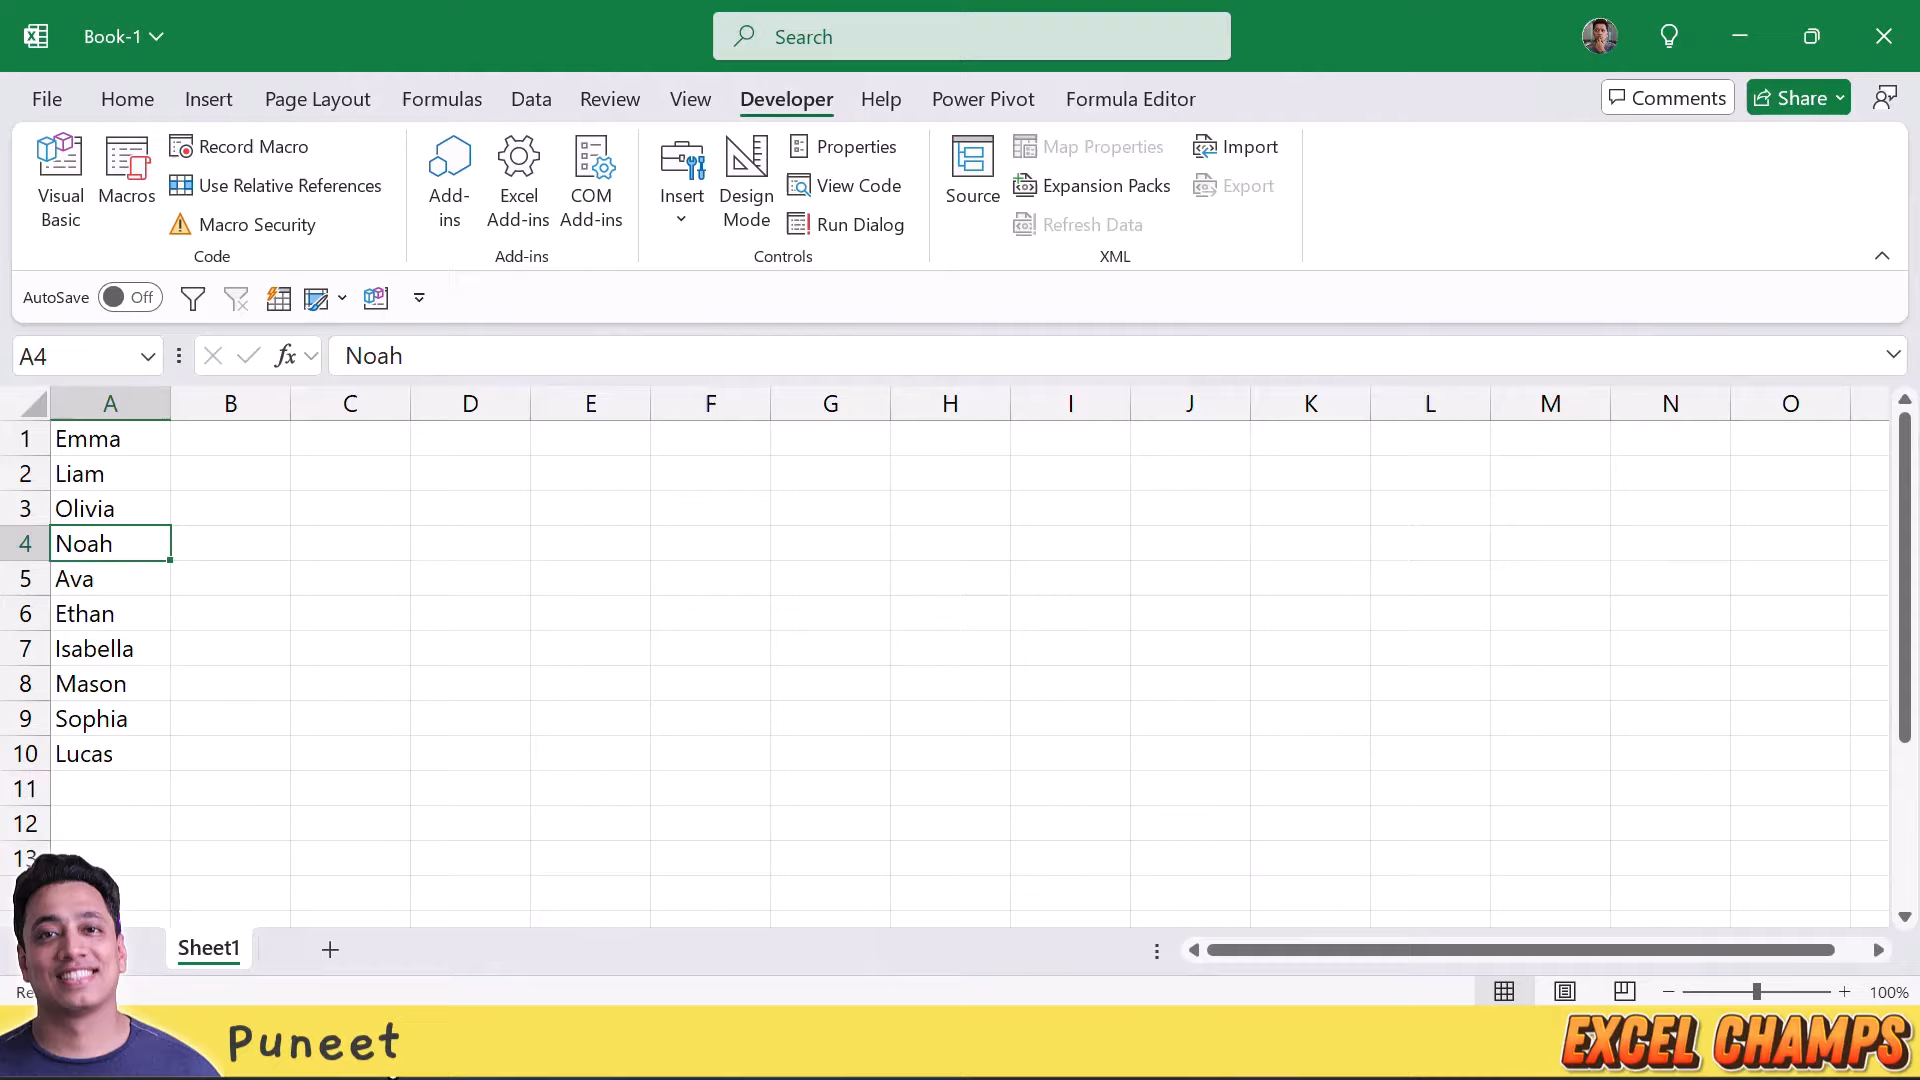 Book-1
Search
File Home Insert Page Layout Formulas Data Review View Developer Help Power Pivot Formula Editor
Comments
Share
Visual Basic
Macros
Record Macro
Use Relative References
Macro Security
Code
Add-ins
Excel Add-ins
COM Add-ins
Add-ins
Insert
Design Mode
Properties
View Code
Run Dialog
Controls
Source
Map Properties
Expansion Packs
Refresh Data
Import
Export
XML
AutoSave Off
A4
fx
Noah
A B C D E F G H I J K L M N O
1 Emma
2 Liam
3 Olivia
4 Noah
5 Ava
6 Ethan
7 Isabella
8 Mason
9 Sophia
10 Lucas
11
12
13
Sheet1
100%
Puneet
EXCEL CHAMPS